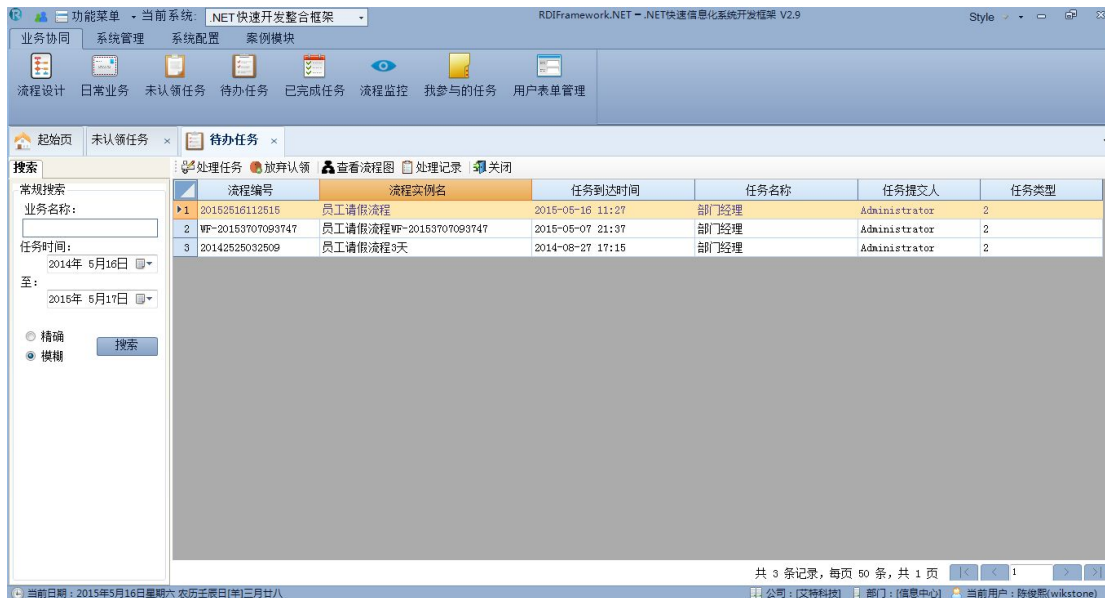 功能菜单 当前系统: .NET快速开发整合框架 RDIFramework.NET - .NET快速信息化系统开发框架 V2.9 Style
业务协同 系统管理 系统配置 案例模块
流程设计 日常业务 未认领任务 待办任务 已完成任务 流程监控 我参与的任务 用户表单管理
起始页 未认领任务 × 待办任务 ×
搜索 处理任务 放弃认领 查看流程图 处理记录 关闭
常规搜索
业务名称:
任务时间:
2014年 5月16日
至:
2015年 5月17日
精确
模糊
搜索
流程编号 流程实例名 任务到达时间 任务名称 任务提交人 任务类型
1 20152516112515 员工请假流程 2015-05-16 11:27 部门经理 Administrator 2
2 WF-20153707093747 员工请假流程WF-20153707093747 2015-05-07 21:37 部门经理 Administrator 2
3 20142525032509 员工请假流程3天 2014-08-27 17:15 部门经理 Administrator 2
共 3 条记录，每页 50 条，共 1 页 |< < 1 > >|
当前日期：2015年5月16日星期六 农历壬辰日[羊]三月廿八 公司：[艾特科技] 部门：[信息中心] 当前用户：陈俊熙(wikstone)